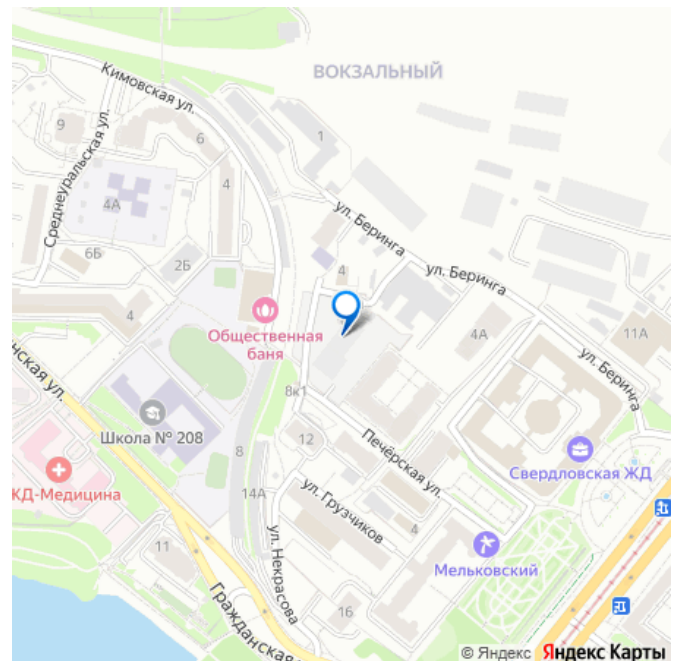 ВОКЗАЛЬНЫЙ
Кимовская ул.
9
6
1
Среднеуральская ул.
4
4А
ул. Беринга
ул. Беринга
6Б
2Б
4
4
Общественная
баня
4А
11А
ул. Беринга
нская ул.
8к1
Школа № 208
12
Печёрская ул.
8
Свердловская ЖД
КД-Медицина
14А
ул. Грузчиков
4
11
ул. Некрасова
Мельковский
16
Гражданская
© Яндекс Яндекс Карты